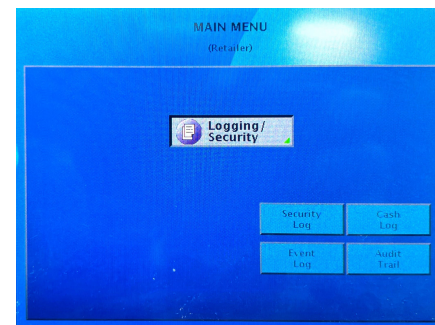 MAIN MENU
(Retailer)
Logging/
Security
Security
Log
Cash
Log
Event
Log
Audit
Trail